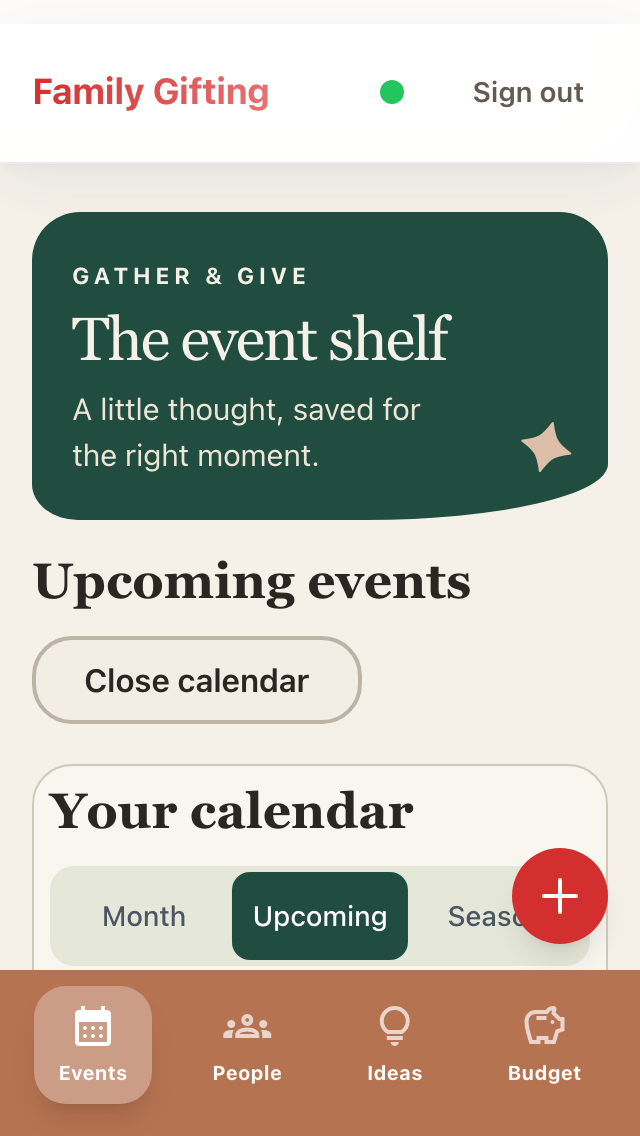 Family Gifting
Sign out
GATHER & GIVE
The event shelf
A little thought, saved for
the right moment.
Upcoming events
Close calendar
Your calendar
Month
Upcoming
Events
People
Ideas
Budget